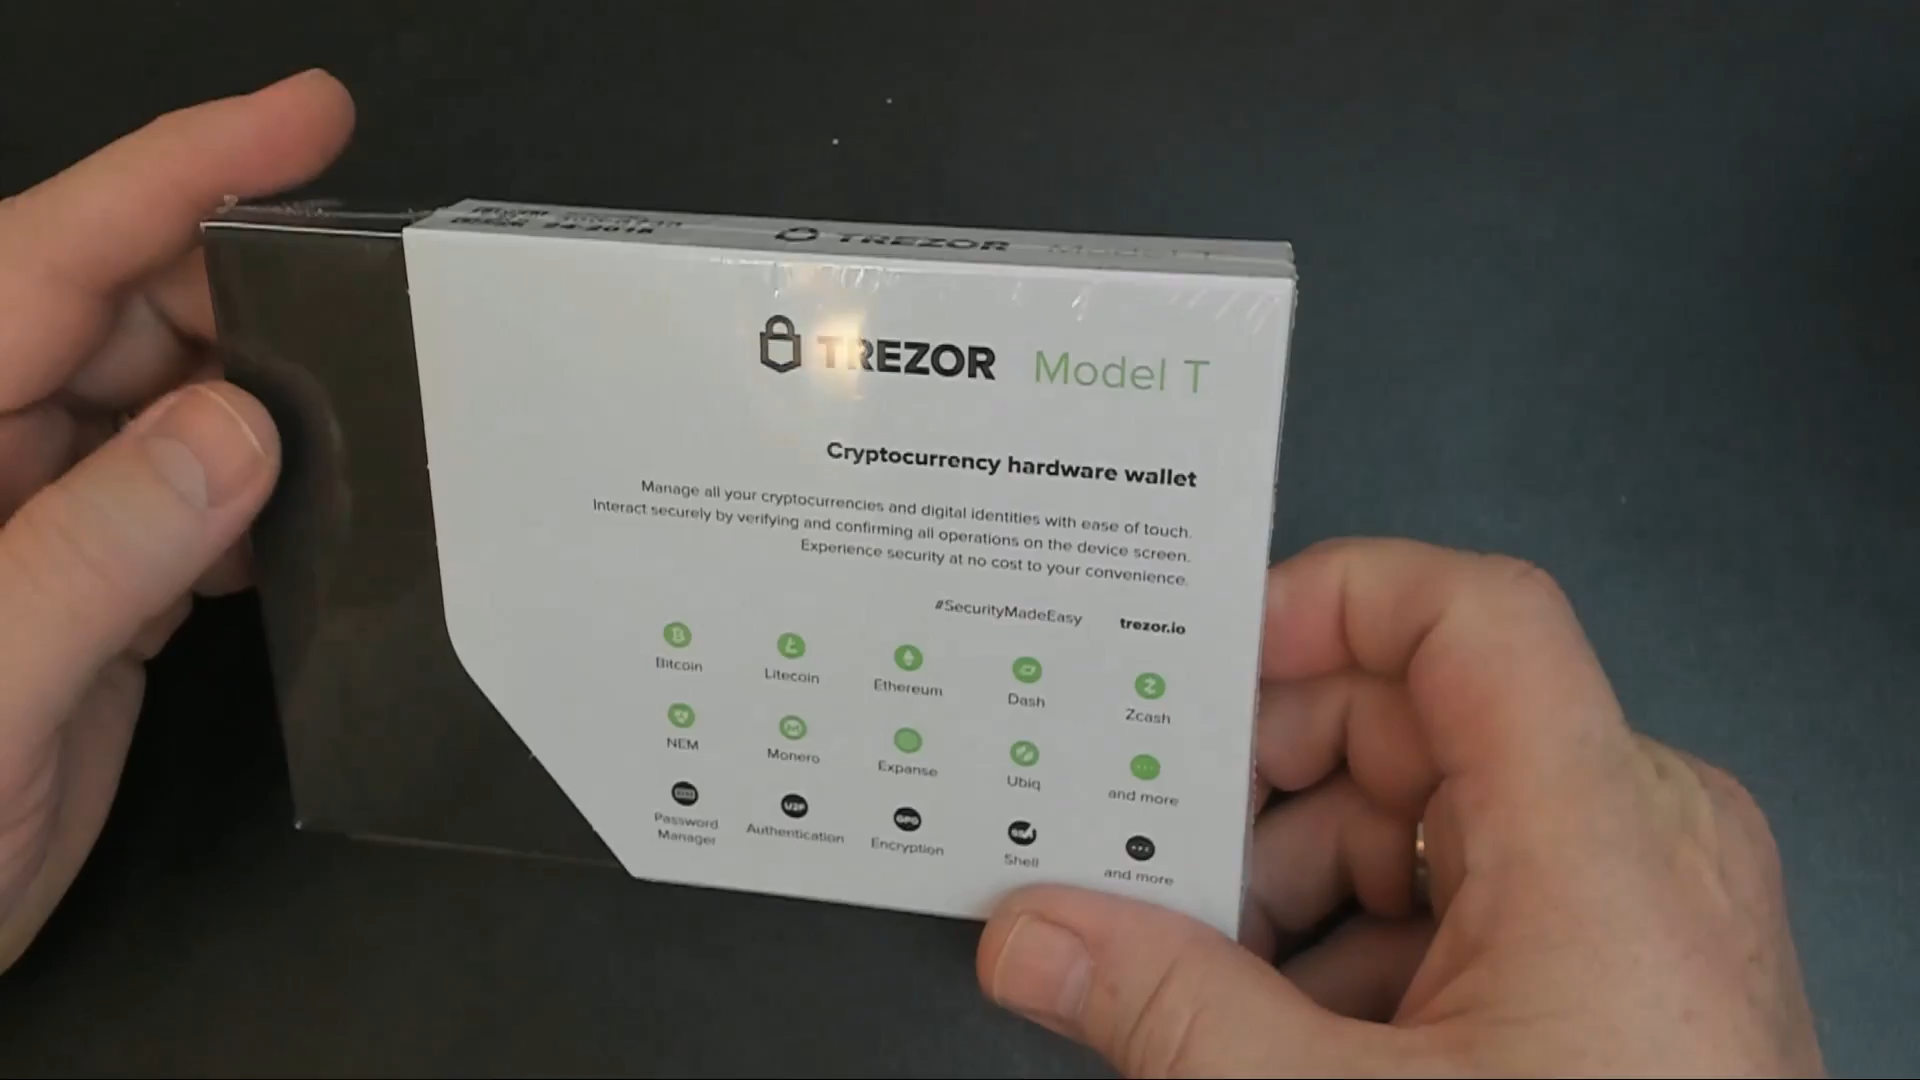 TREZOR
TREZOR Model T
Cryptocurrency hardware wallet
Manage all your cryptocurrencies and digital identities with ease of touch.
Interact securely by verifying and confirming all operations on the device screen.
Experience security at no cost to your convenience.
#SecurityMadeEasy trezor.io
Bitcoin Litecoin Ethereum Dash Zcash
NEM Monero Expanse Ubiq and more
U2F GPG
Password Manager Authentication Encryption Shell and more